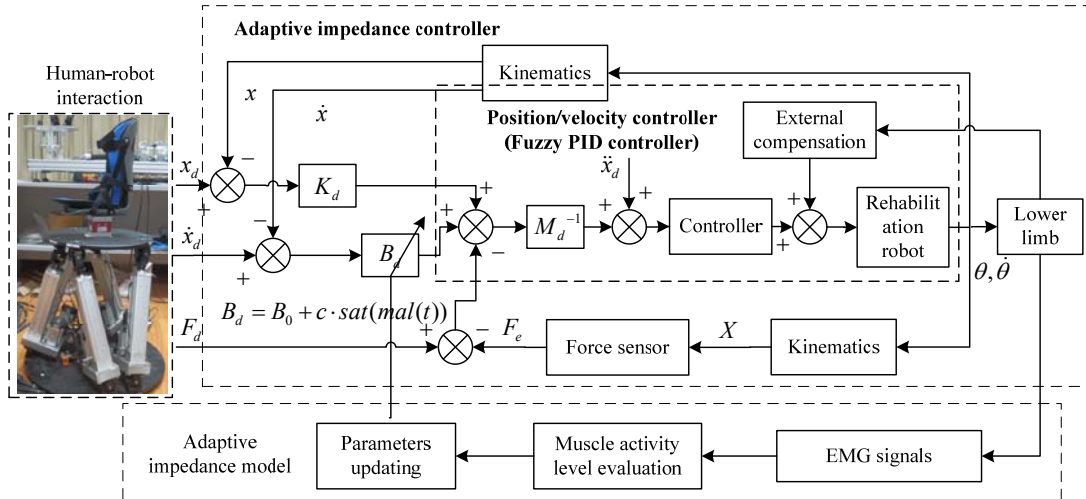 Adaptive impedance controller
Human-robot
interaction
Kinematics
x
ẋ
Position/velocity controller
(Fuzzy PID controller)
External
compensation
ẍ_d
x_d
−
+
K_d
+
θ, θ̇
ẋ_d
−
+
B_d
+
−
M_d⁻¹
+
+
Controller
+
+
Rehabilit
ation
robot
Lower
limb
B_d = B_0 + c · sat(mal(t))
F_d
+
−
F_e
Force sensor
X
Kinematics
Adaptive
impedance model
Parameters
updating
Muscle activity
level evaluation
EMG signals